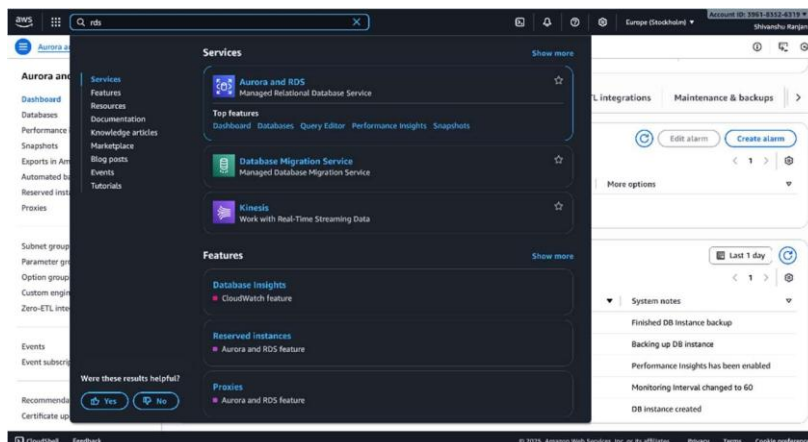 aws
rds
Europe (Stockholm)
Account ID: 3961-8352-6319
Shivanshu Ranjan
Aurora a
Aurora and
Dashboard
Databases
Performance
Snapshots
Exports in Am
Automated ba
Reserved inst
Proxies
Subnet group
Parameter gr
Option group
Custom engin
Zero-ETL inte
Events
Event subscrip
Recommenda
Certificate up
Services
Features
Resources
Documentation
Knowledge articles
Marketplace
Blog posts
Events
Tutorials
Were these results helpful?
Yes
No
Services
Show more
Aurora and RDS
Managed Relational Database Service
Top features
Dashboard Databases Query Editor Performance Insights Snapshots
Database Migration Service
Managed Database Migration Service
Kinesis
Work with Real-Time Streaming Data
Features
Show more
Database Insights
CloudWatch feature
Reserved instances
Aurora and RDS feature
Proxies
Aurora and RDS feature
L integrations
Maintenance & backups
Edit alarm
Create alarm
1
More options
Last 1 day
1
System notes
Finished DB Instance backup
Backing up DB instance
Performance Insights has been enabled
Monitoring Interval changed to 60
DB instance created
CloudShell Feedback
© 2025, Amazon Web Services, Inc. or its affiliates. Privacy Terms Cookie preference